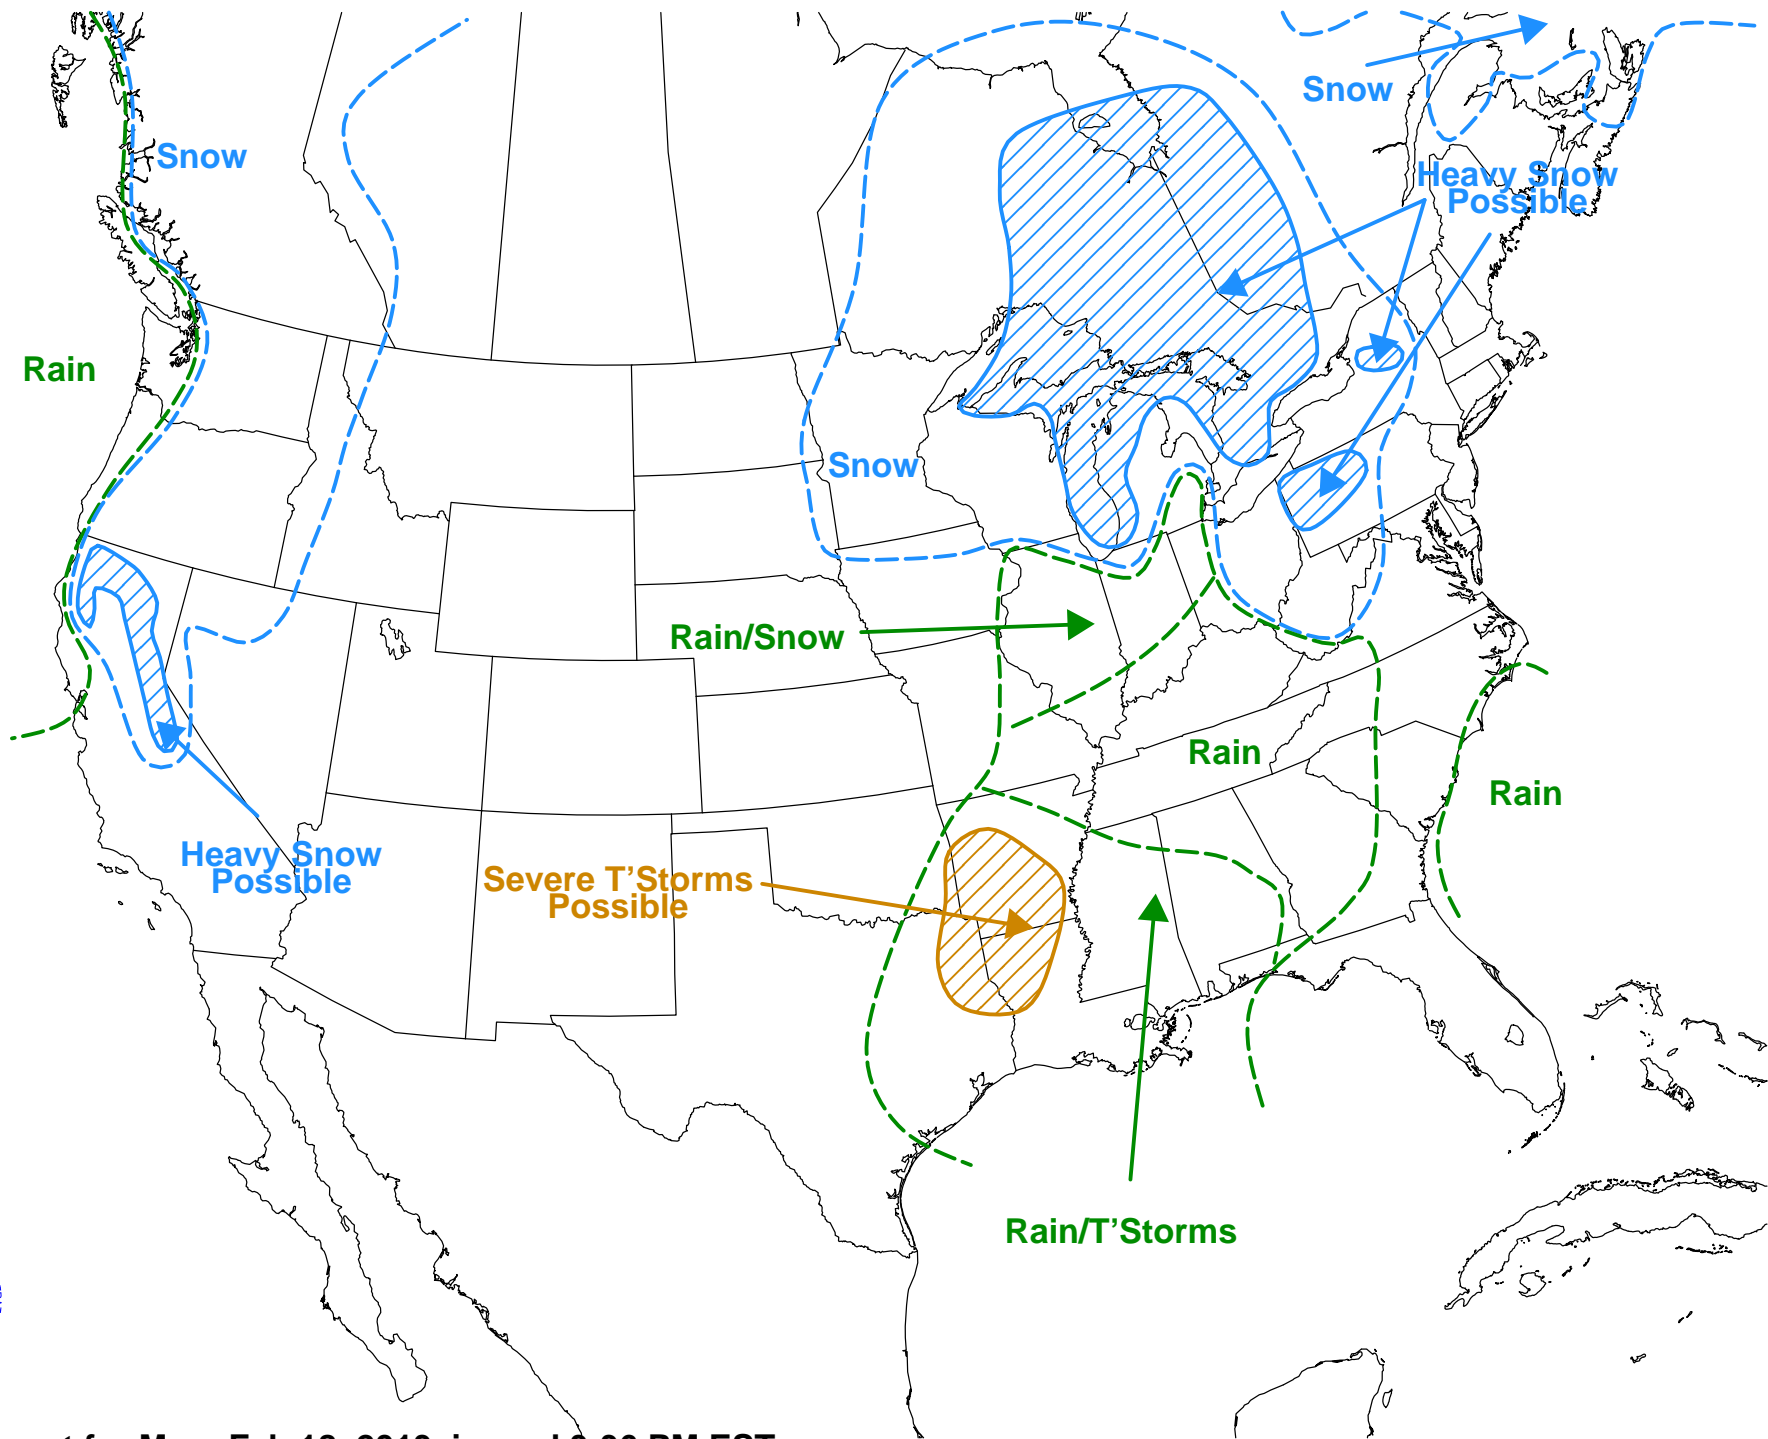 Snow
Snow
Heavy Snow
Possible
Rain
Snow
Rain/Snow
Rain
Rain
Heavy Snow
Possible
Severe T'Storms
Possible
Rain/T'Storms